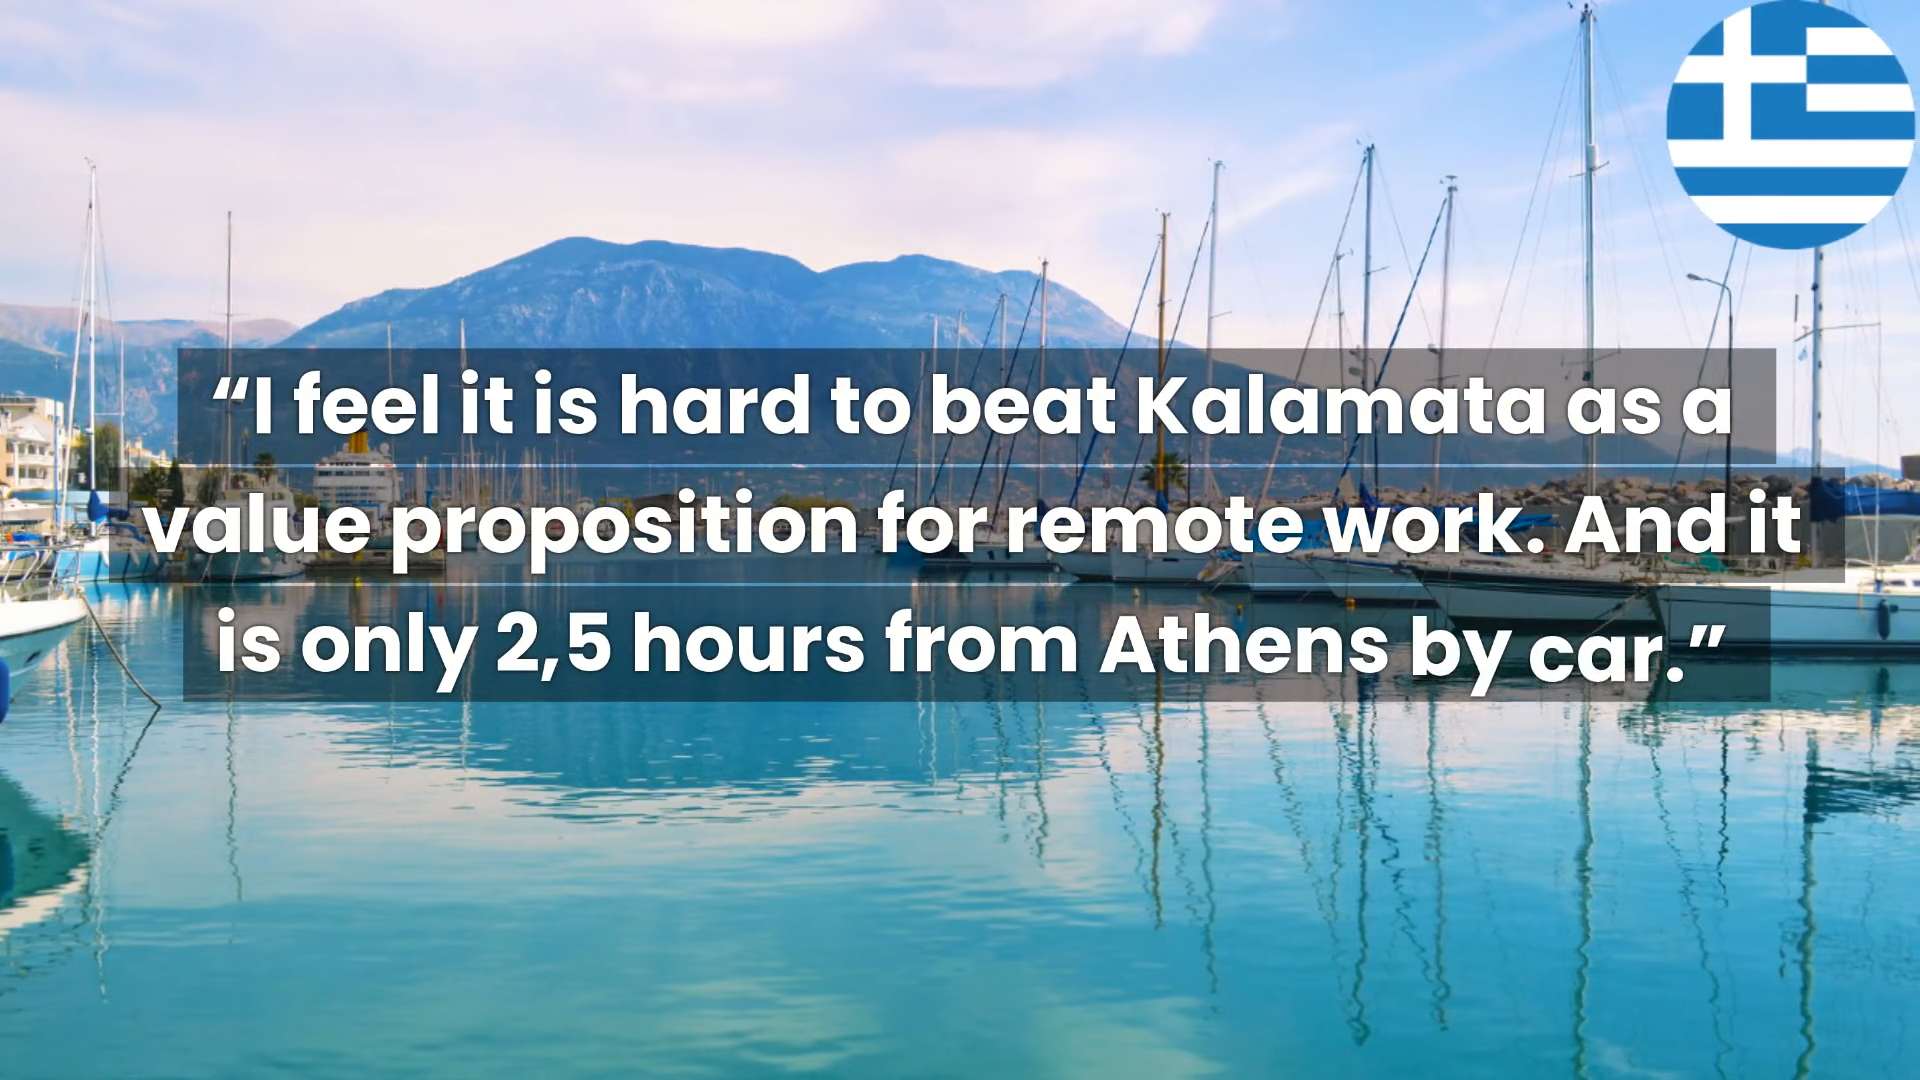 “I feel it is hard to beat Kalamata as a
value proposition for remote work. And it
is only 2,5 hours from Athens by car.”